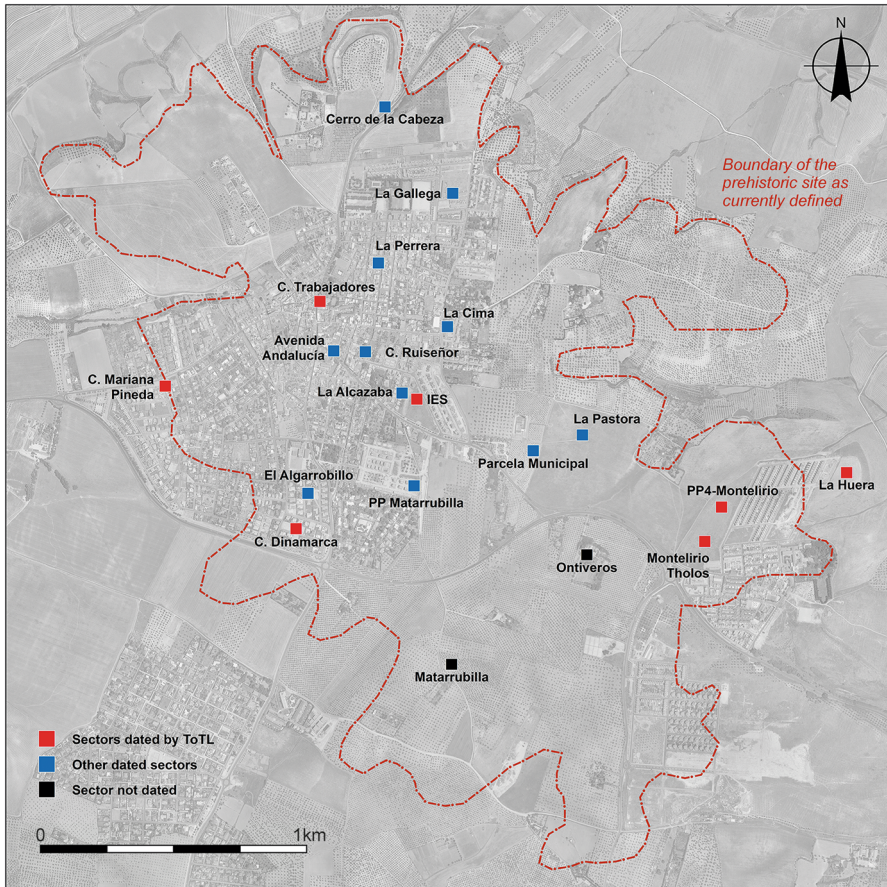 N
Cerro de la Cabeza
Boundary of the
prehistoric site as
currently defined
La Gallega
La Perrera
C. Trabajadores
La Cima
Avenida
Andalucía
C. Ruiseñor
C. Mariana
Pineda
La Alcazaba
IES
La Pastora
Parcela Municipal
El Algarrobillo
PP Matarrubilla
PP4-Montelirio
La Huera
C. Dinamarca
Ontiveros
Montelirio
Tholos
Matarrubilla
Sectors dated by ToTL
Other dated sectors
Sector not dated
0 1km